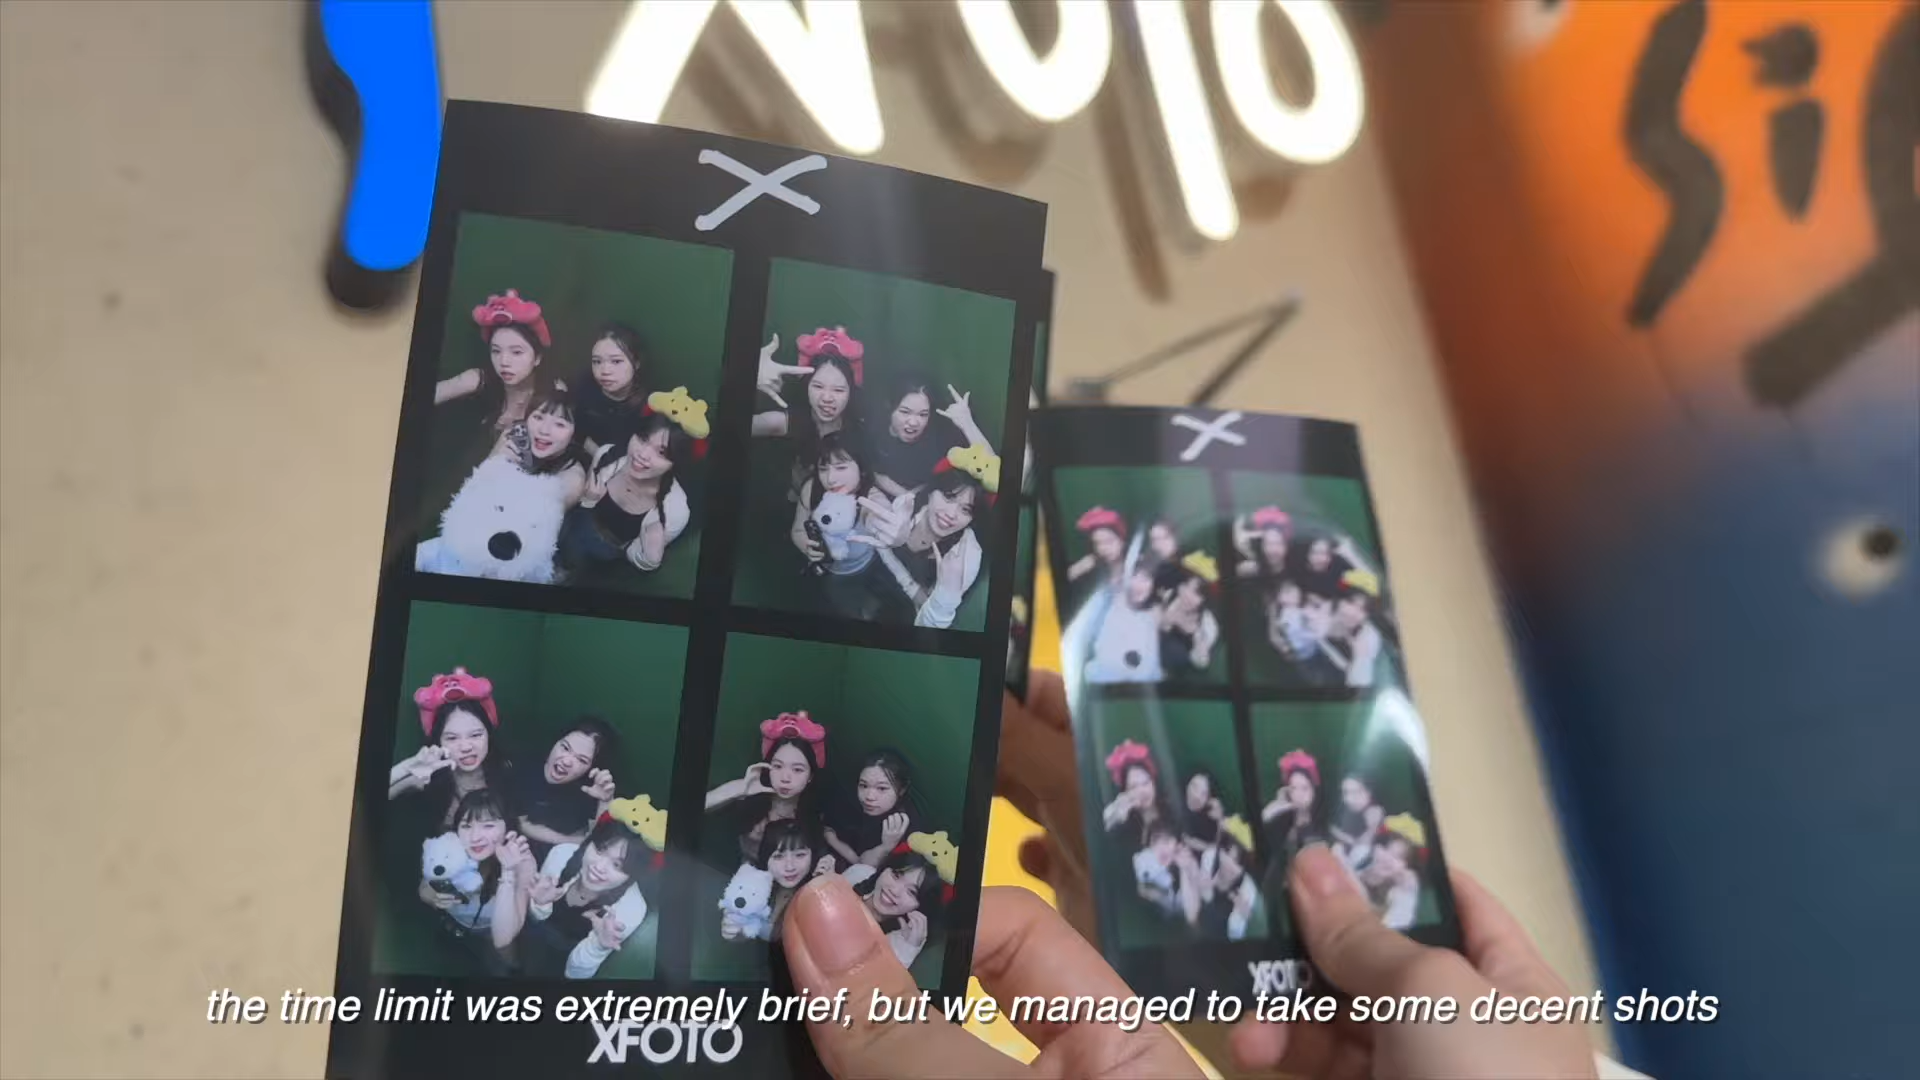 the time limit was extremely brief, but we managed to take some decent shots
XFOTO
XFOTO